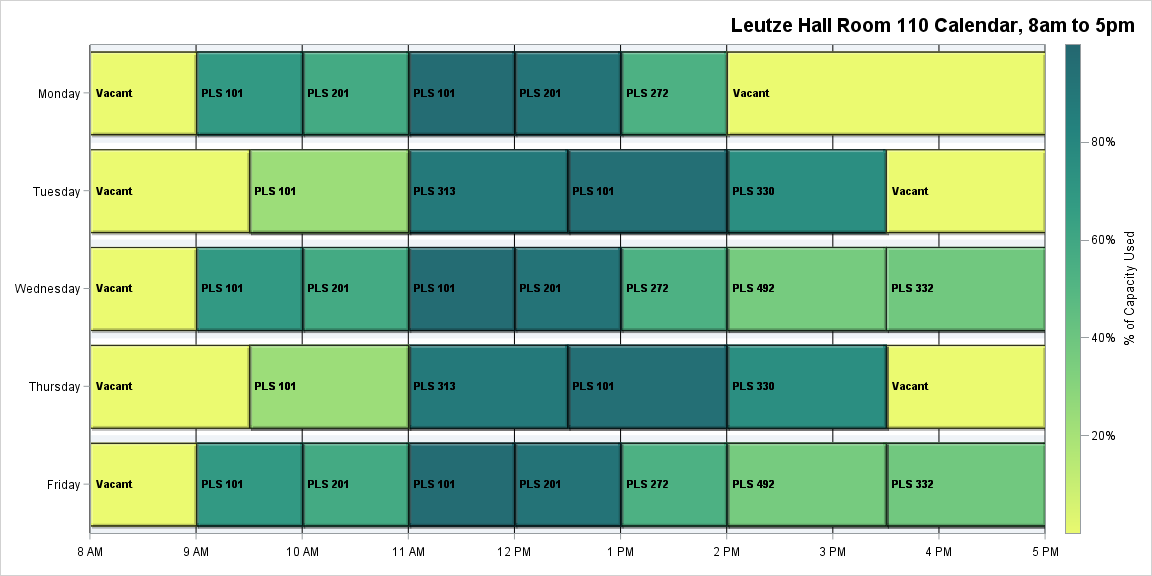 Leutze Hall Room 110 Calendar, 8am to 5pm
Monday
Vacant
PLS 101
PLS 201
PLS 101
PLS 201
PLS 272
Vacant
Tuesday
Vacant
PLS 101
PLS 313
PLS 101
PLS 330
Vacant
Wednesday
Vacant
PLS 101
PLS 201
PLS 101
PLS 201
PLS 272
PLS 492
PLS 332
Thursday
Vacant
PLS 101
PLS 313
PLS 101
PLS 330
Vacant
Friday
Vacant
PLS 101
PLS 201
PLS 101
PLS 201
PLS 272
PLS 492
PLS 332
8 AM
9 AM
10 AM
11 AM
12 PM
1 PM
2 PM
3 PM
4 PM
5 PM
80%
60%
40%
20%
% of Capacity Used